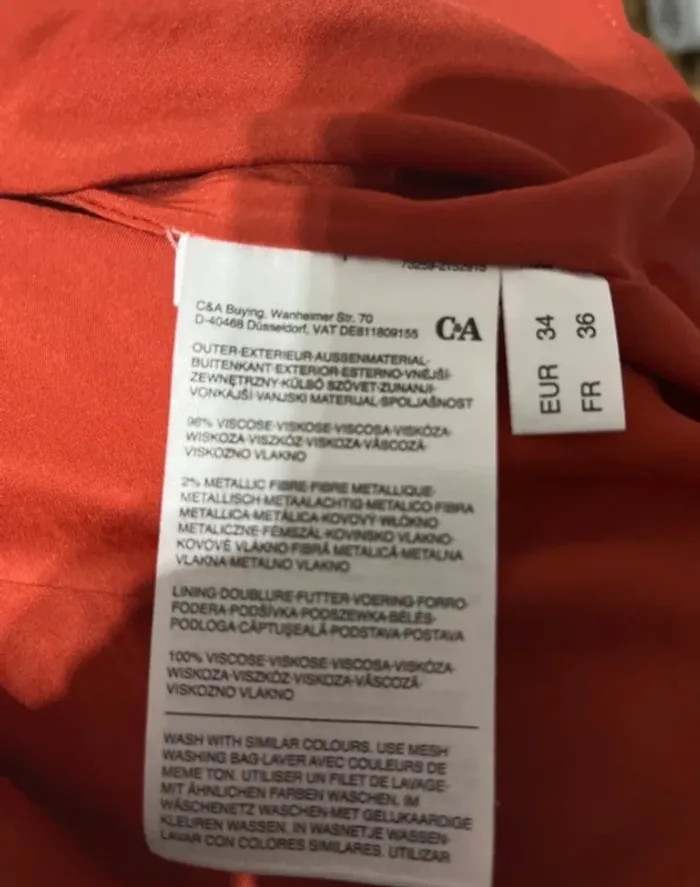 C&A Buying, Wanheimer Str. 70
D-40468 Düsseldorf, VAT DE811809155
C&A
OUTER·EXTERIEUR·AUSSENMATERIAL·
BUITENKANT·EXTERIOR·ESTERNO·VNĚJŠÍ·
ZEWNĘTRZNY·KÜLSŐ SZÖVET·ZUNANJI·
VONKAJŠÍ·VANJSKI MATERIJAL·SPOLJAŠNOST
98% VISCOSE·VISKOSE·VISCOSA·VISKÓZA·
WISKOZA·VISZKÓZ·VISKOZA·VÂSCOZĂ·
VISKOZNO VLAKNO
2% METALLIC FIBRE·FIBRE METALLIQUE·
METALLISCH·METAALACHTIG·METALICO·FIBRA
METALLICA·METÁLICA·KOVOVÝ·WŁÓKNO
METALICZNE·FÉMSZÁL·KOVINSKO VLAKNO·
KOVOVÉ VLÁKNO·FIBRĂ METALICĂ·METALNA
VLAKNA·METALNO VLAKNO
LINING·DOUBLURE·FUTTER·VOERING·FORRO·
FODERA·PODŠÍVKA·PODSZEWKA·BÉLÉS·
PODLOGA·CĂPTUŞEALĂ·PODSTAVA·POSTAVA
100% VISCOSE·VISKOSE·VISCOSA·VISKÓZA·
WISKOZA·VISZKÓZ·VISKOZA·VÂSCOZĂ·
VISKOZNO VLAKNO
WASH WITH SIMILAR COLOURS. USE MESH
WASHING BAG·LAVER AVEC COULEURS DE
MEME TON. UTILISER UN FILET DE LAVAGE·
MIT ÄHNLICHEN FARBEN WASCHEN. IM
WÄSCHENETZ WASCHEN·MET GELIJKAARDIGE
KLEUREN WASSEN. IN WASNETJE WASSEN·
LAVAR CON COLORES SIMILARES. UTILIZAR
EUR 34
FR 36